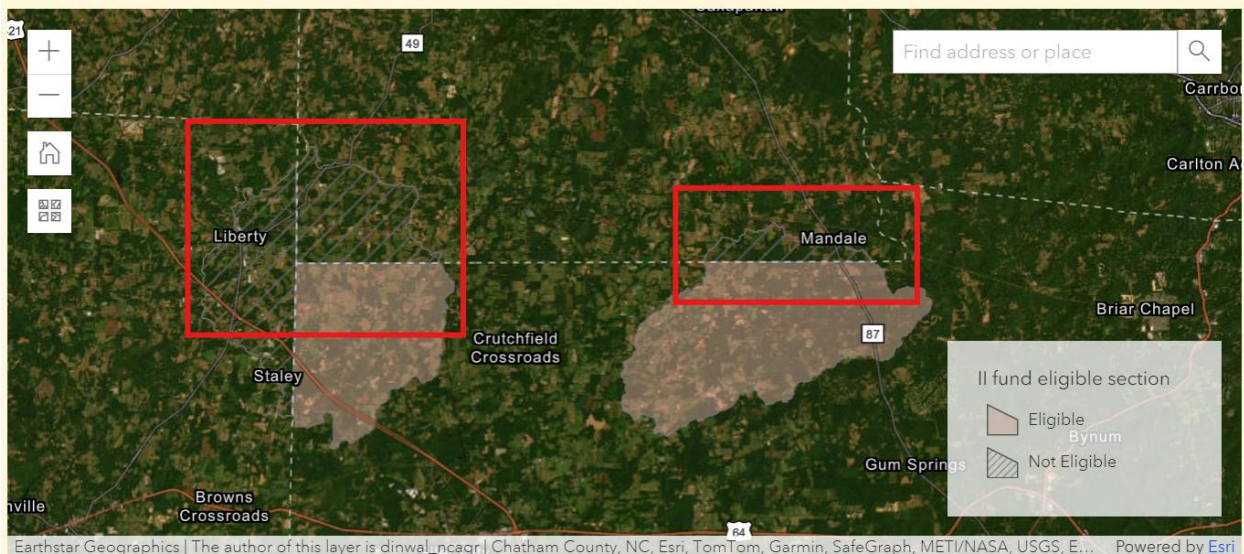 21
49
Find address or place
Carrbo
Carlton A
Liberty
Mandale
Briar Chapel
Crutchfield
Crossroads
87
Staley
II fund eligible section
Eligible
Bynum
Not Eligible
Gum Springs
Browns
Crossroads
nville
64
Earthstar Geographics | The author of this layer is dinwal_ncagr | Chatham County, NC, Esri, TomTom, Garmin, SafeGraph, METI/NASA, USGS, E... Powered by Esri